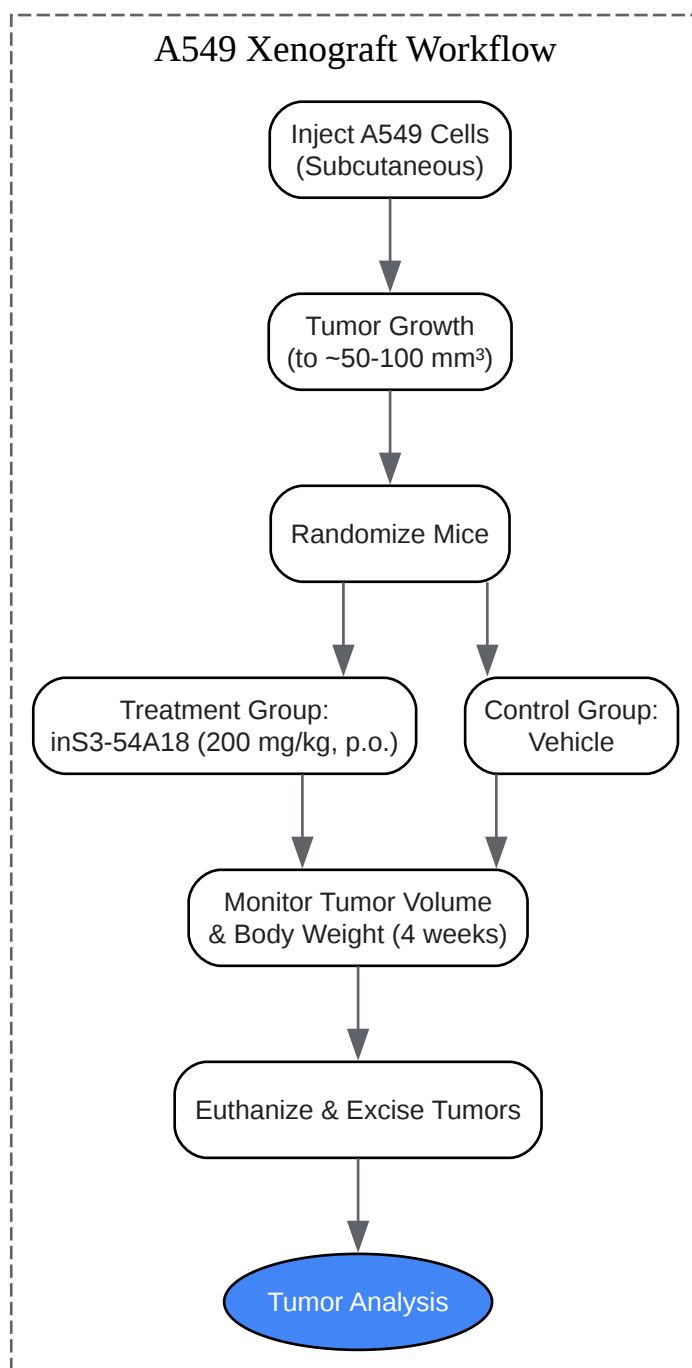 A549 Xenograft Workflow
Inject A549 Cells
(Subcutaneous)
Tumor Growth
(to ~50-100 mm³)
Randomize Mice
Treatment Group:
inS3-54A18 (200 mg/kg, p.o.)
Control Group:
Vehicle
Monitor Tumor Volume
& Body Weight (4 weeks)
Euthanize & Excise Tumors
Tumor Analysis